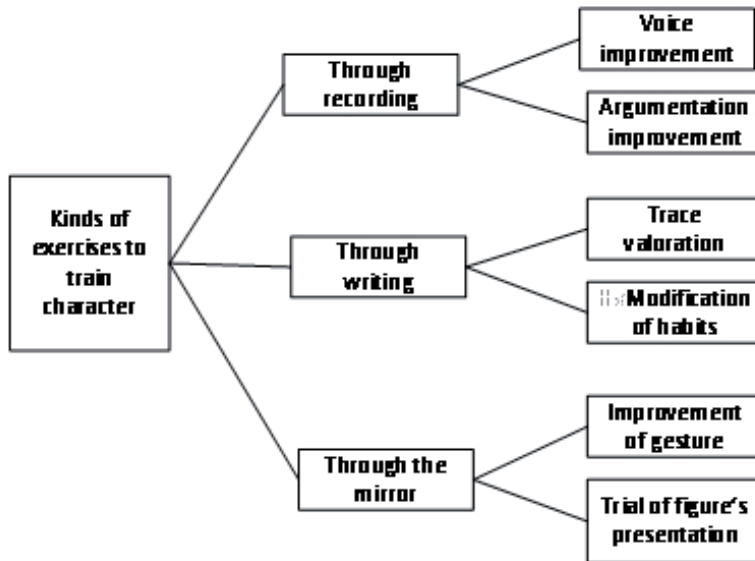 Kinds of
exercises to
train
character
Through
recording
Voice
improvement
Argumentation
improvement
Through
writing
Trace
valoration
Modification
of habits
Through the
mirror
Improvement
of gesture
Trial of figure's
presentation